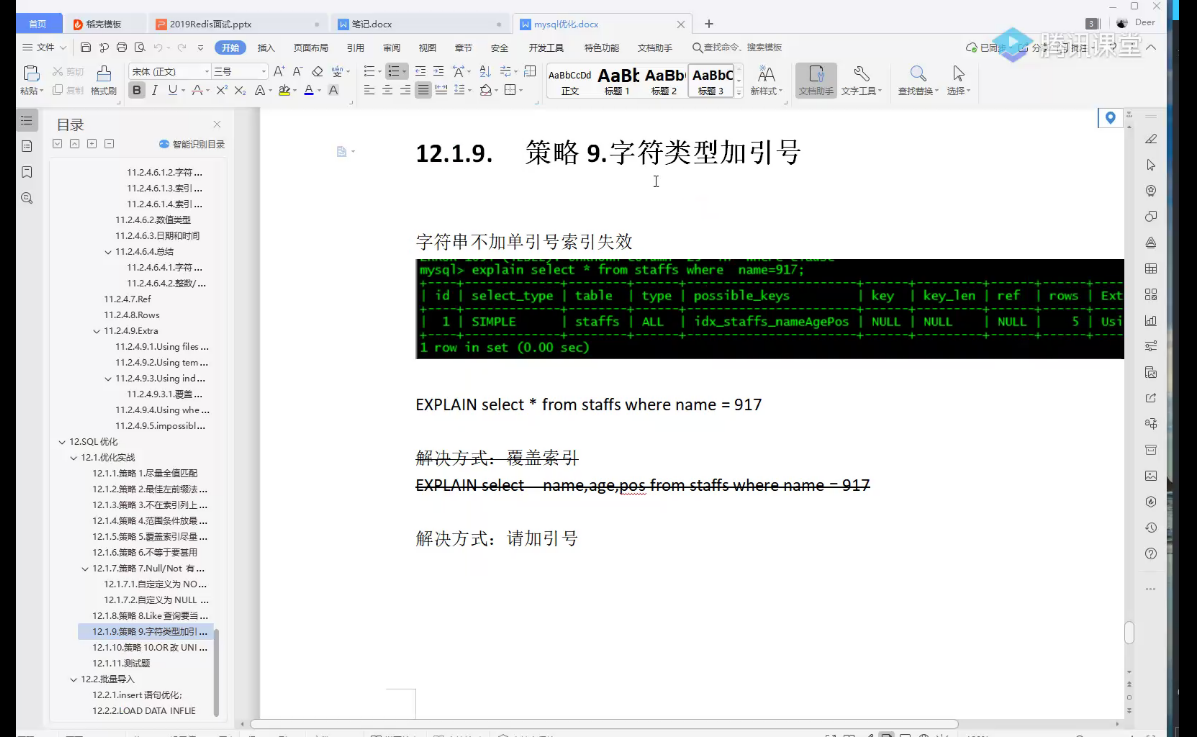 首页 稻壳模板 2019Redis面试.pptx 笔记.docx mysql优化.docx 5 Deer
文件 开始 插入 页面布局 引用 审阅 视图 章节 安全 开发工具 特色功能 文档助手 查找命令、搜索模板
腾讯课堂
粘贴 剪切 复制 格式刷 宋体 (正文) 三号 AaBbCcDd 正文 AaBb 标题 1 AaBb 标题 2 AaBbC 标题 3 新样式 文档助手 文字工具 查找替换 选择
目录
智能识别目录
11.2.4.6.1.2.字符 ...
11.2.4.6.1.3.索引 ...
11.2.4.6.1.4.索引 ...
11.2.4.6.2.数值类型
11.2.4.6.3.日期和时间
11.2.4.6.4.总结
11.2.4.6.4.1.字符 ...
11.2.4.6.4.2.整数/ ...
11.2.4.7.Ref
11.2.4.8.Rows
11.2.4.9.Extra
11.2.4.9.1.Using files ...
11.2.4.9.2.Using tem ...
11.2.4.9.3.Using ind ...
11.2.4.9.3.1.覆盖 ...
11.2.4.9.4.Using whe ...
11.2.4.9.5.impossibl ...
12.SQL 优化
12.1.优化实战
12.1.1.策略 1.尽量全值匹配
12.1.2.策略 2.最佳左前缀法 ...
12.1.3.策略 3.不在索引列上 ...
12.1.4.策略 4.范围条件放最 ...
12.1.5.策略 5.覆盖索引尽量 ...
12.1.6.策略 6.不等于要甚用
12.1.7.策略 7.Null/Not 有 ...
12.1.7.1.自定定义为 NO ...
12.1.7.2.自定义为 NULL ...
12.1.8.策略 8.Like 查询要当 ...
12.1.9.策略 9.字符类型加引 ...
12.1.10.策略 10.OR 改 UNI ...
12.1.11.测试题
12.2.批量导入
12.2.1.insert 语句优化;
12.2.2.LOAD DATA INFLIE
12.1.9. 策略 9.字符类型加引号
字符串不加单引号索引失效
mysql> explain select * from staffs where name=917;
| id | select_type | table | type | possible_keys | key | key_len | ref | rows | Ext
| 1 | SIMPLE | staffs | ALL | idx_staffs_nameAgePos | NULL | NULL | NULL | 5 | Usi
1 row in set (0.00 sec)
EXPLAIN select * from staffs where name = 917
解决方式：覆盖索引
EXPLAIN select name,age,pos from staffs where name = 917
解决方式：请加引号